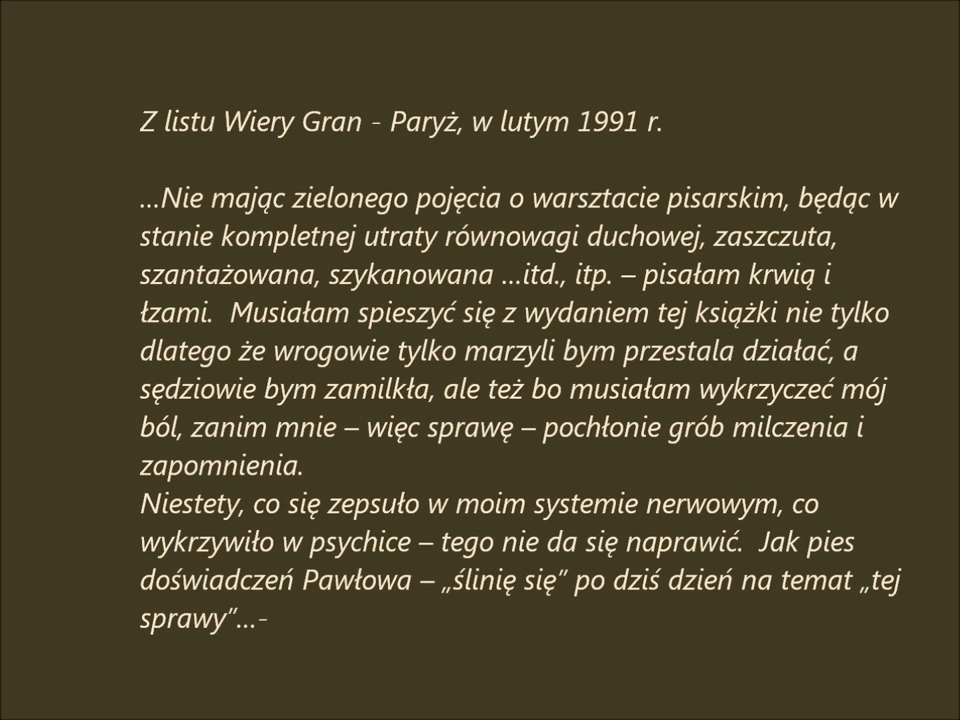 Z listu Wiery Gran - Paryż, w lutym 1991 r.
...Nie mając zielonego pojęcia o warsztacie pisarskim, będąc w
stanie kompletnej utraty równowagi duchowej, zaszczuta,
szantażowana, szykanowana ...itd., itp. – pisałam krwią i
łzami.  Musiałam spieszyć się z wydaniem tej książki nie tylko
dlatego że wrogowie tylko marzyli bym przestala działać, a
sędziowie bym zamilkła, ale też bo musiałam wykrzyczeć mój
ból, zanim mnie – więc sprawę – pochłonie grób milczenia i
zapomnienia.
Niestety, co się zepsuło w moim systemie nerwowym, co
wykrzywiło w psychice – tego nie da się naprawić.  Jak pies
doświadczeń Pawłowa – „ślinię się” po dziś dzień na temat „tej
sprawy”...-